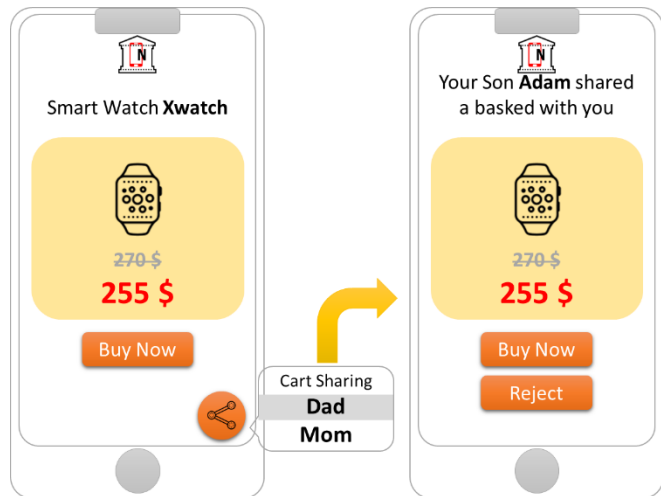 N
Smart Watch Xwatch
270 $
255 $
Buy Now
Cart Sharing
Dad
Mom
N
Your Son Adam shared
a basked with you
270 $
255 $
Buy Now
Reject